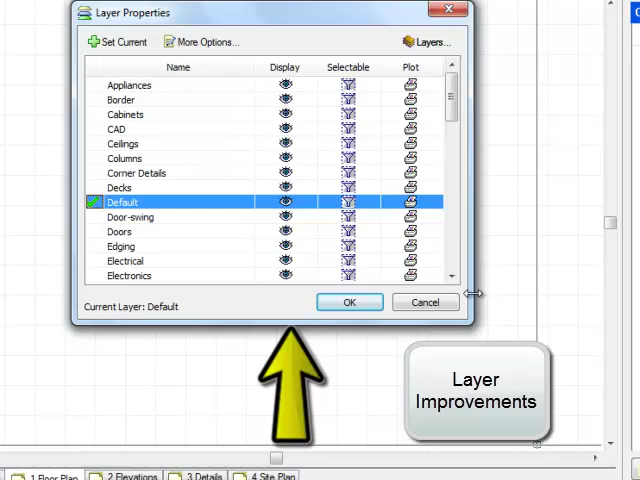 Layer Properties
Set Current More Options... Layers...
Name Display Selectable Plot
Appliances
Border
Cabinets
CAD
Ceilings
Columns
Corner Details
Decks
Default
Door-swing
Doors
Edging
Electrical
Electronics
Current Layer: Default OK Cancel
Layer
Improvements
1 Floor Plan 2 Elevations 3 Details 4 Site Plan